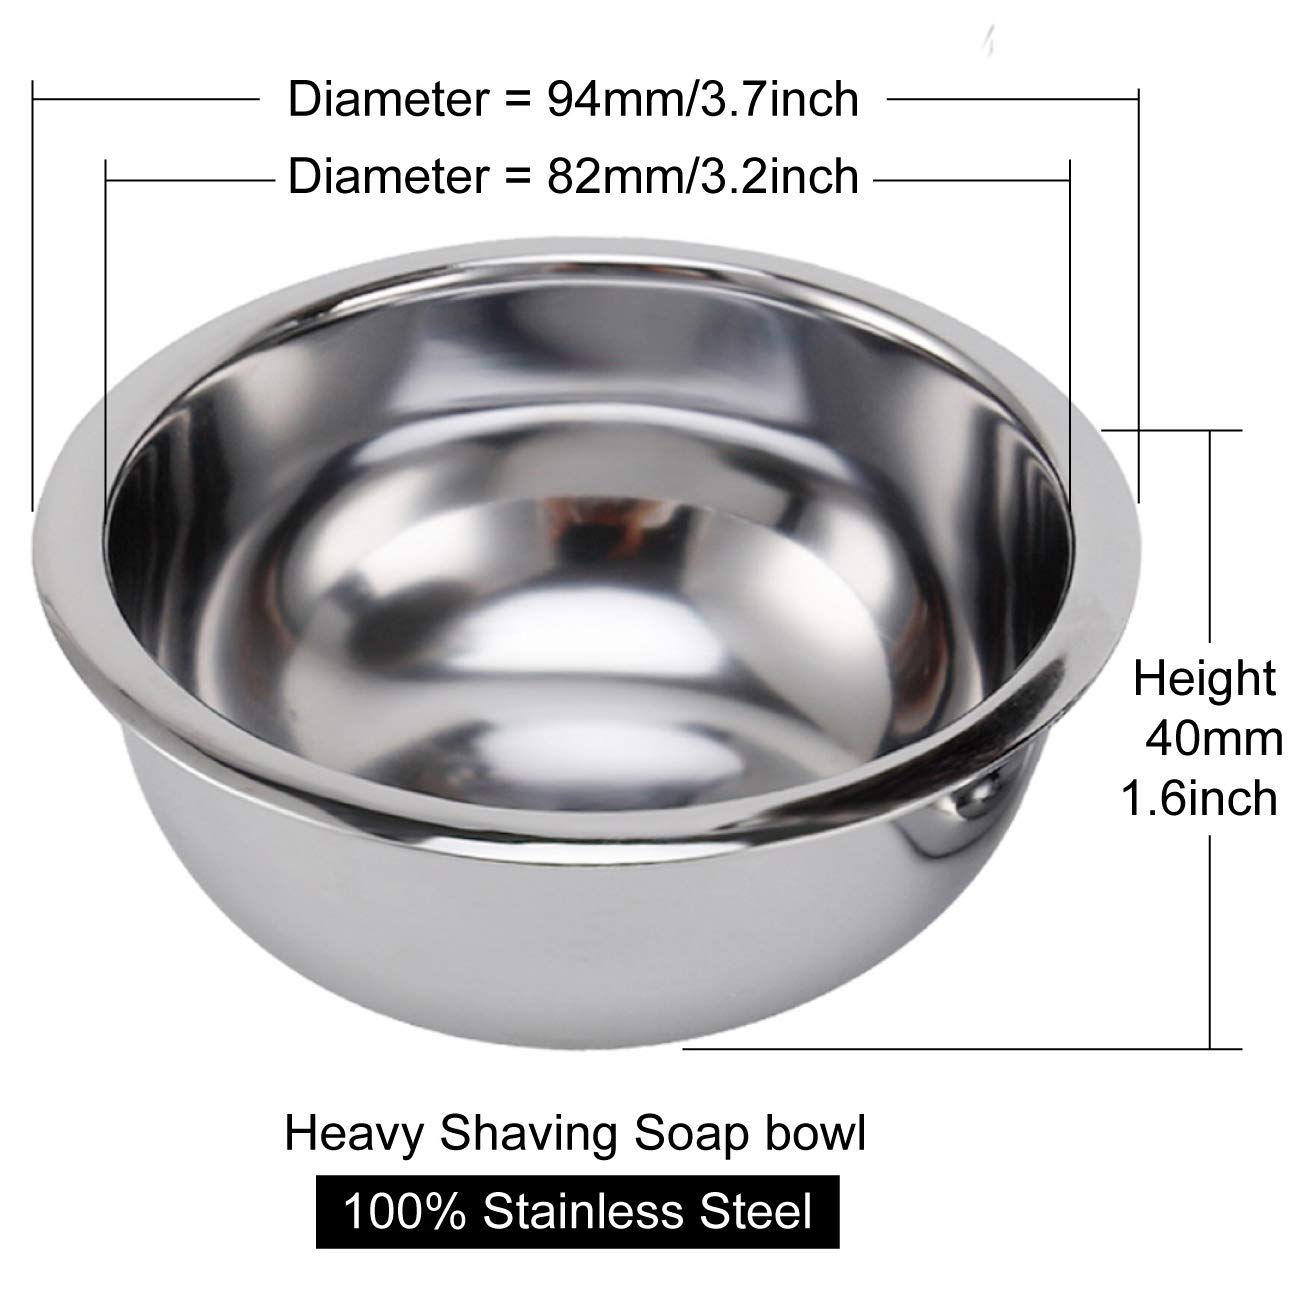 Diameter = 94mm/3.7inch
Diameter = 82mm/3.2inch
Height
40mm
1.6inch
Heavy Shaving Soap bowl
100% Stainless Steel